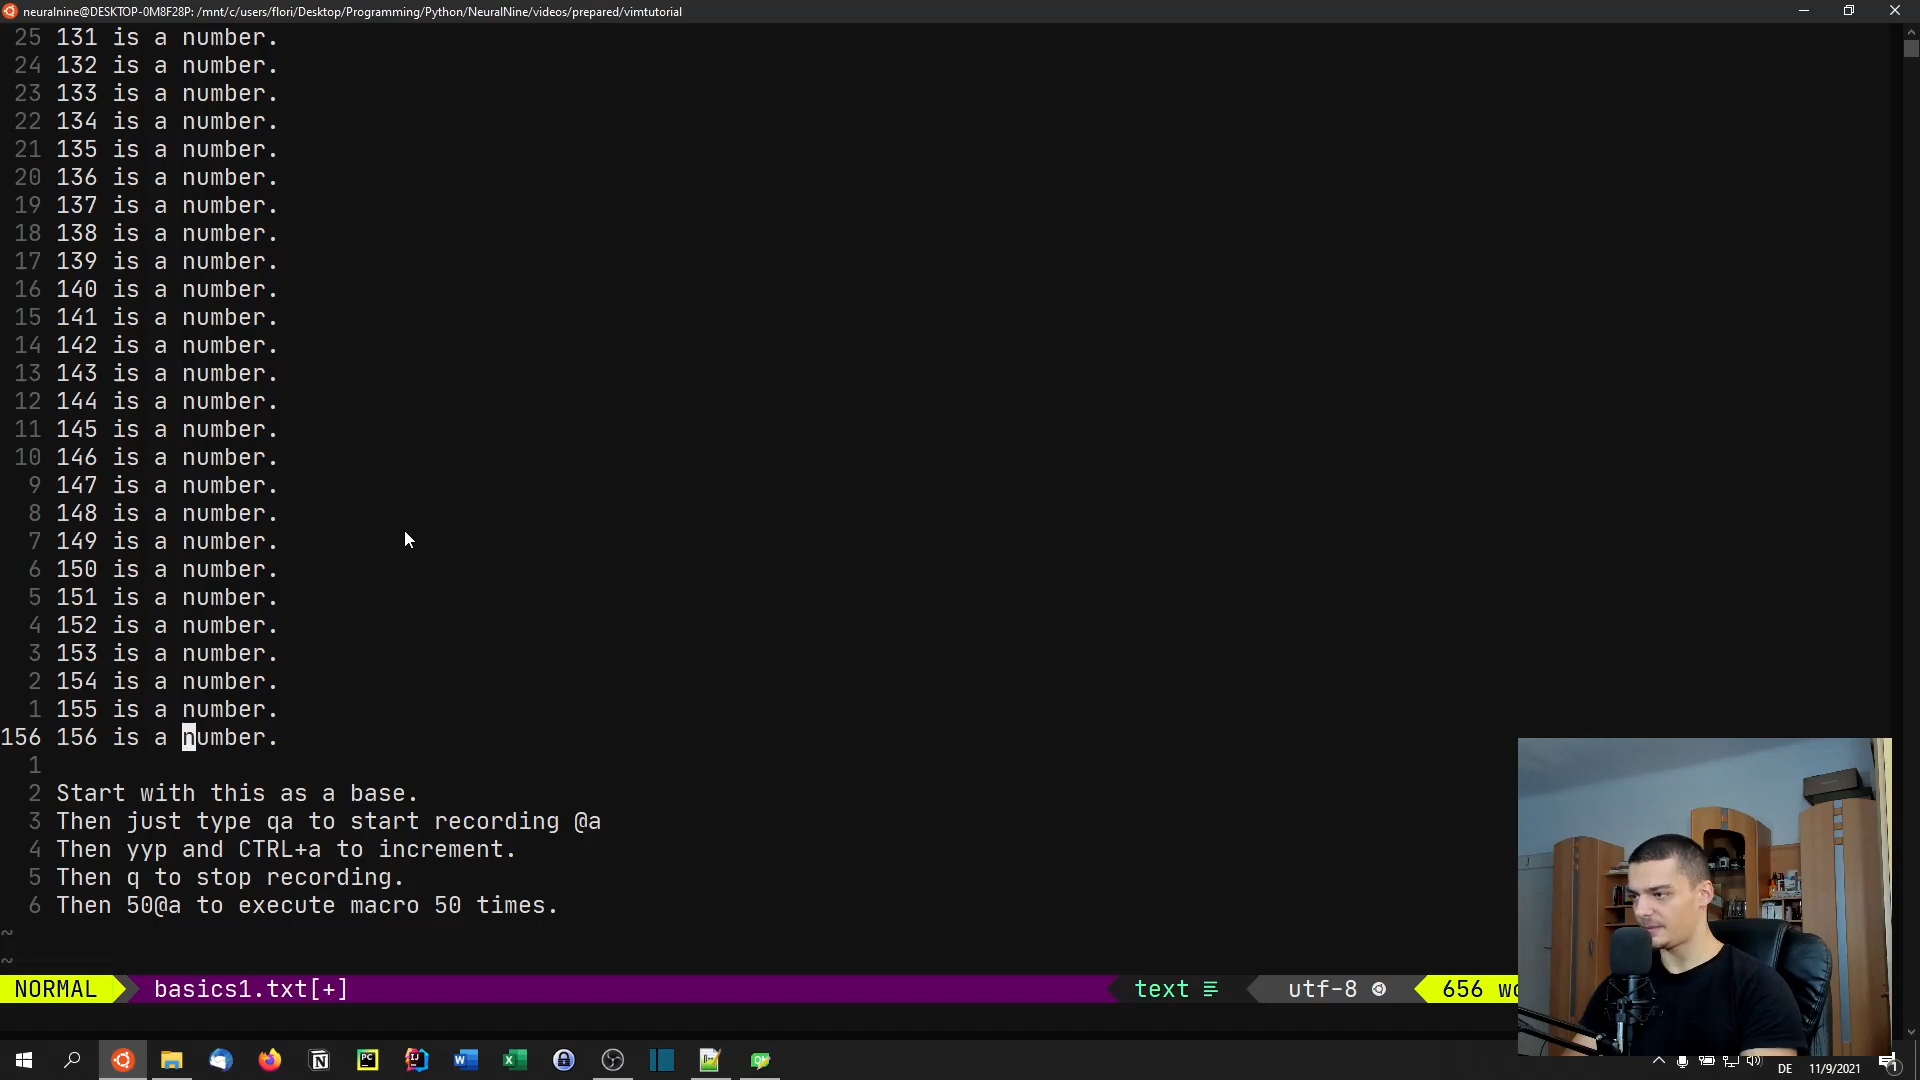 neuralnine@DESKTOP-0M8F28P: /mnt/c/users/flori/Desktop/Programming/Python/NeuralNine/videos/prepared/vimtutorial
25 131 is a number.
24 132 is a number.
23 133 is a number.
22 134 is a number.
21 135 is a number.
20 136 is a number.
19 137 is a number.
18 138 is a number.
17 139 is a number.
16 140 is a number.
15 141 is a number.
14 142 is a number.
13 143 is a number.
12 144 is a number.
11 145 is a number.
10 146 is a number.
9 147 is a number.
8 148 is a number.
7 149 is a number.
6 150 is a number.
5 151 is a number.
4 152 is a number.
3 153 is a number.
2 154 is a number.
1 155 is a number.
156 156 is a number.
1
2 Start with this as a base.
3 Then just type qa to start recording @a
4 Then yyp and CTRL+a to increment.
5 Then q to stop recording.
6 Then 50@a to execute macro 50 times.
~
~
NORMAL basics1.txt[+] text utf-8 656 wo
DE 11/9/2021